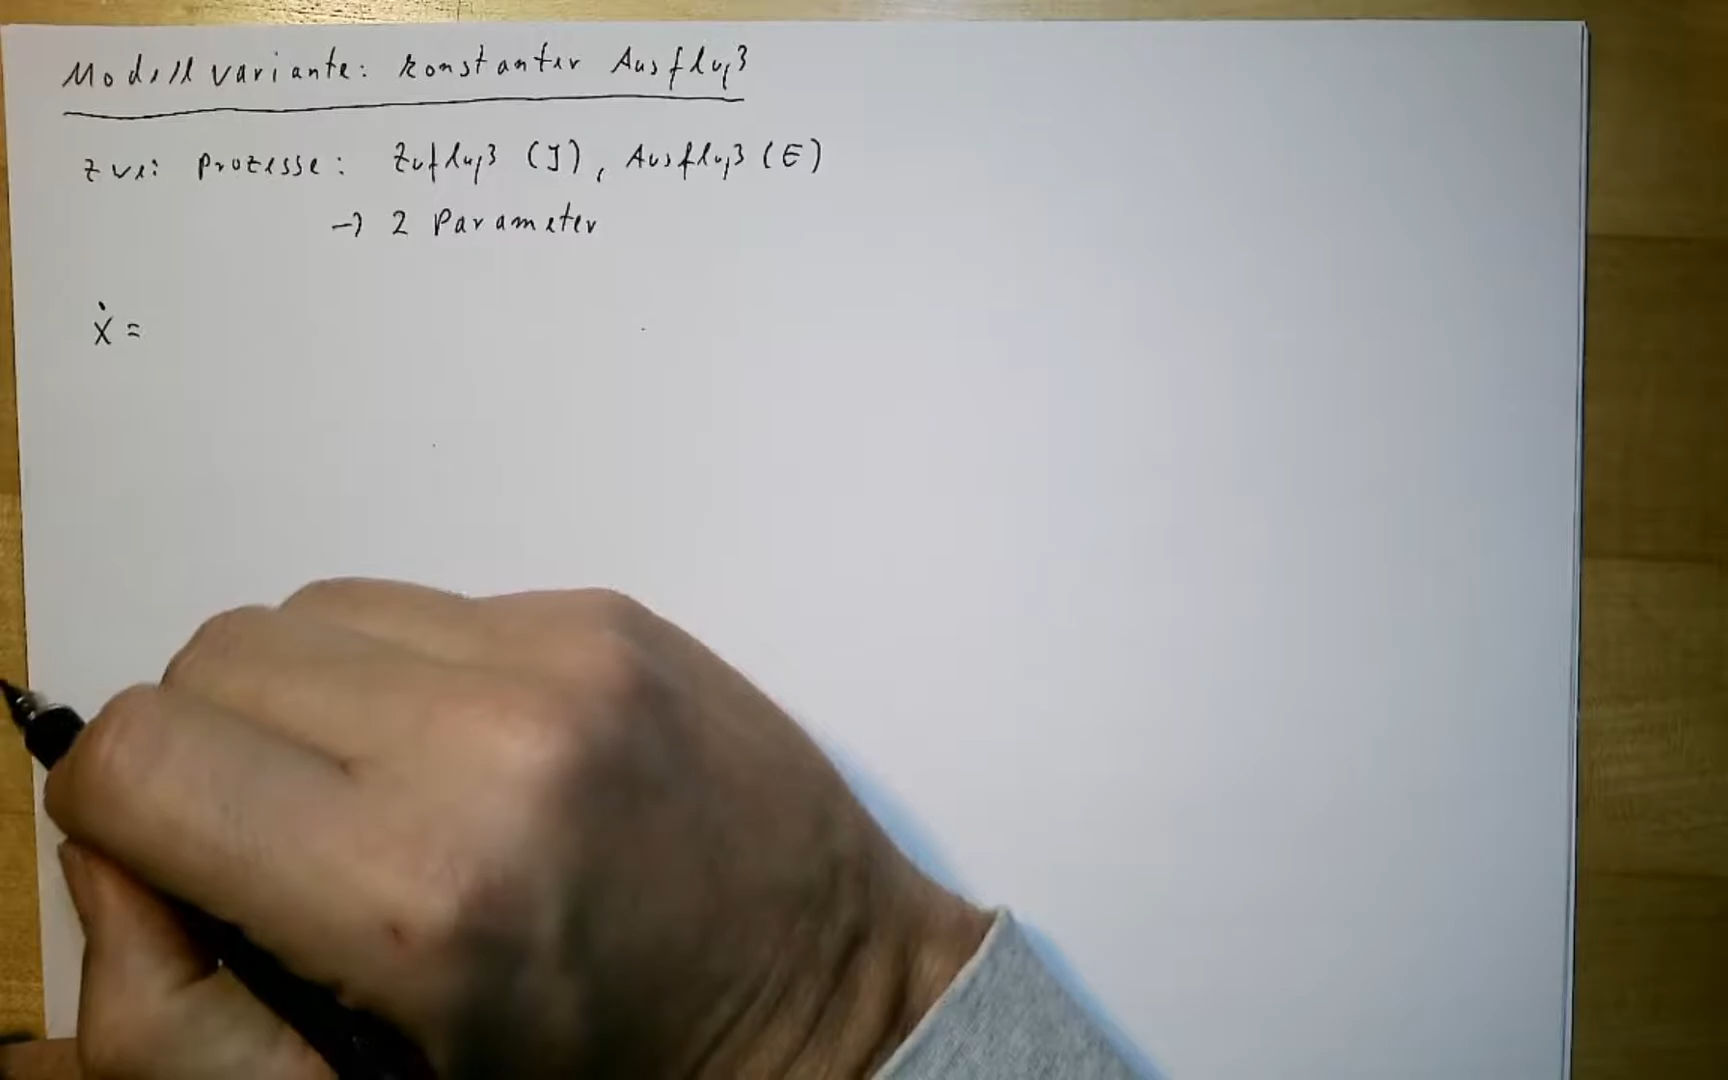 Modellvariante: konstanter Ausfluß
Zwei Prozesse: Zufluß (J), Ausfluß (E)
→ 2 Parameter
ẋ =